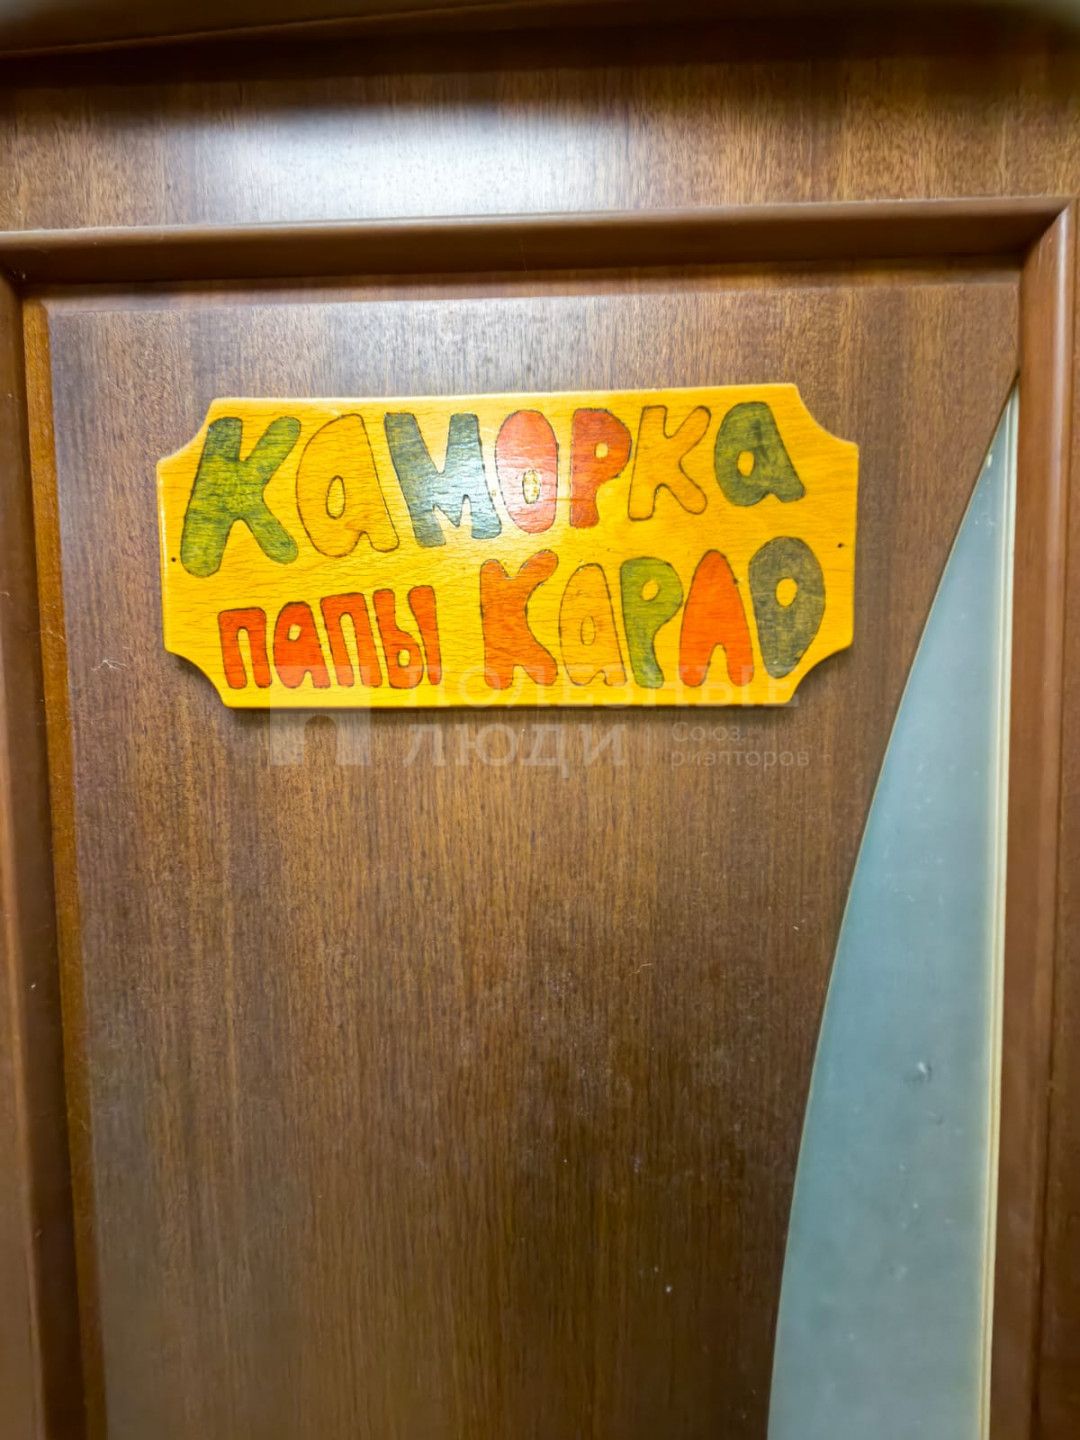 КАМОРКА
ПАПЫ КАРЛО
ПОЛЕЗНЫЕ
ЛЮДИ
Союз
риэлторов